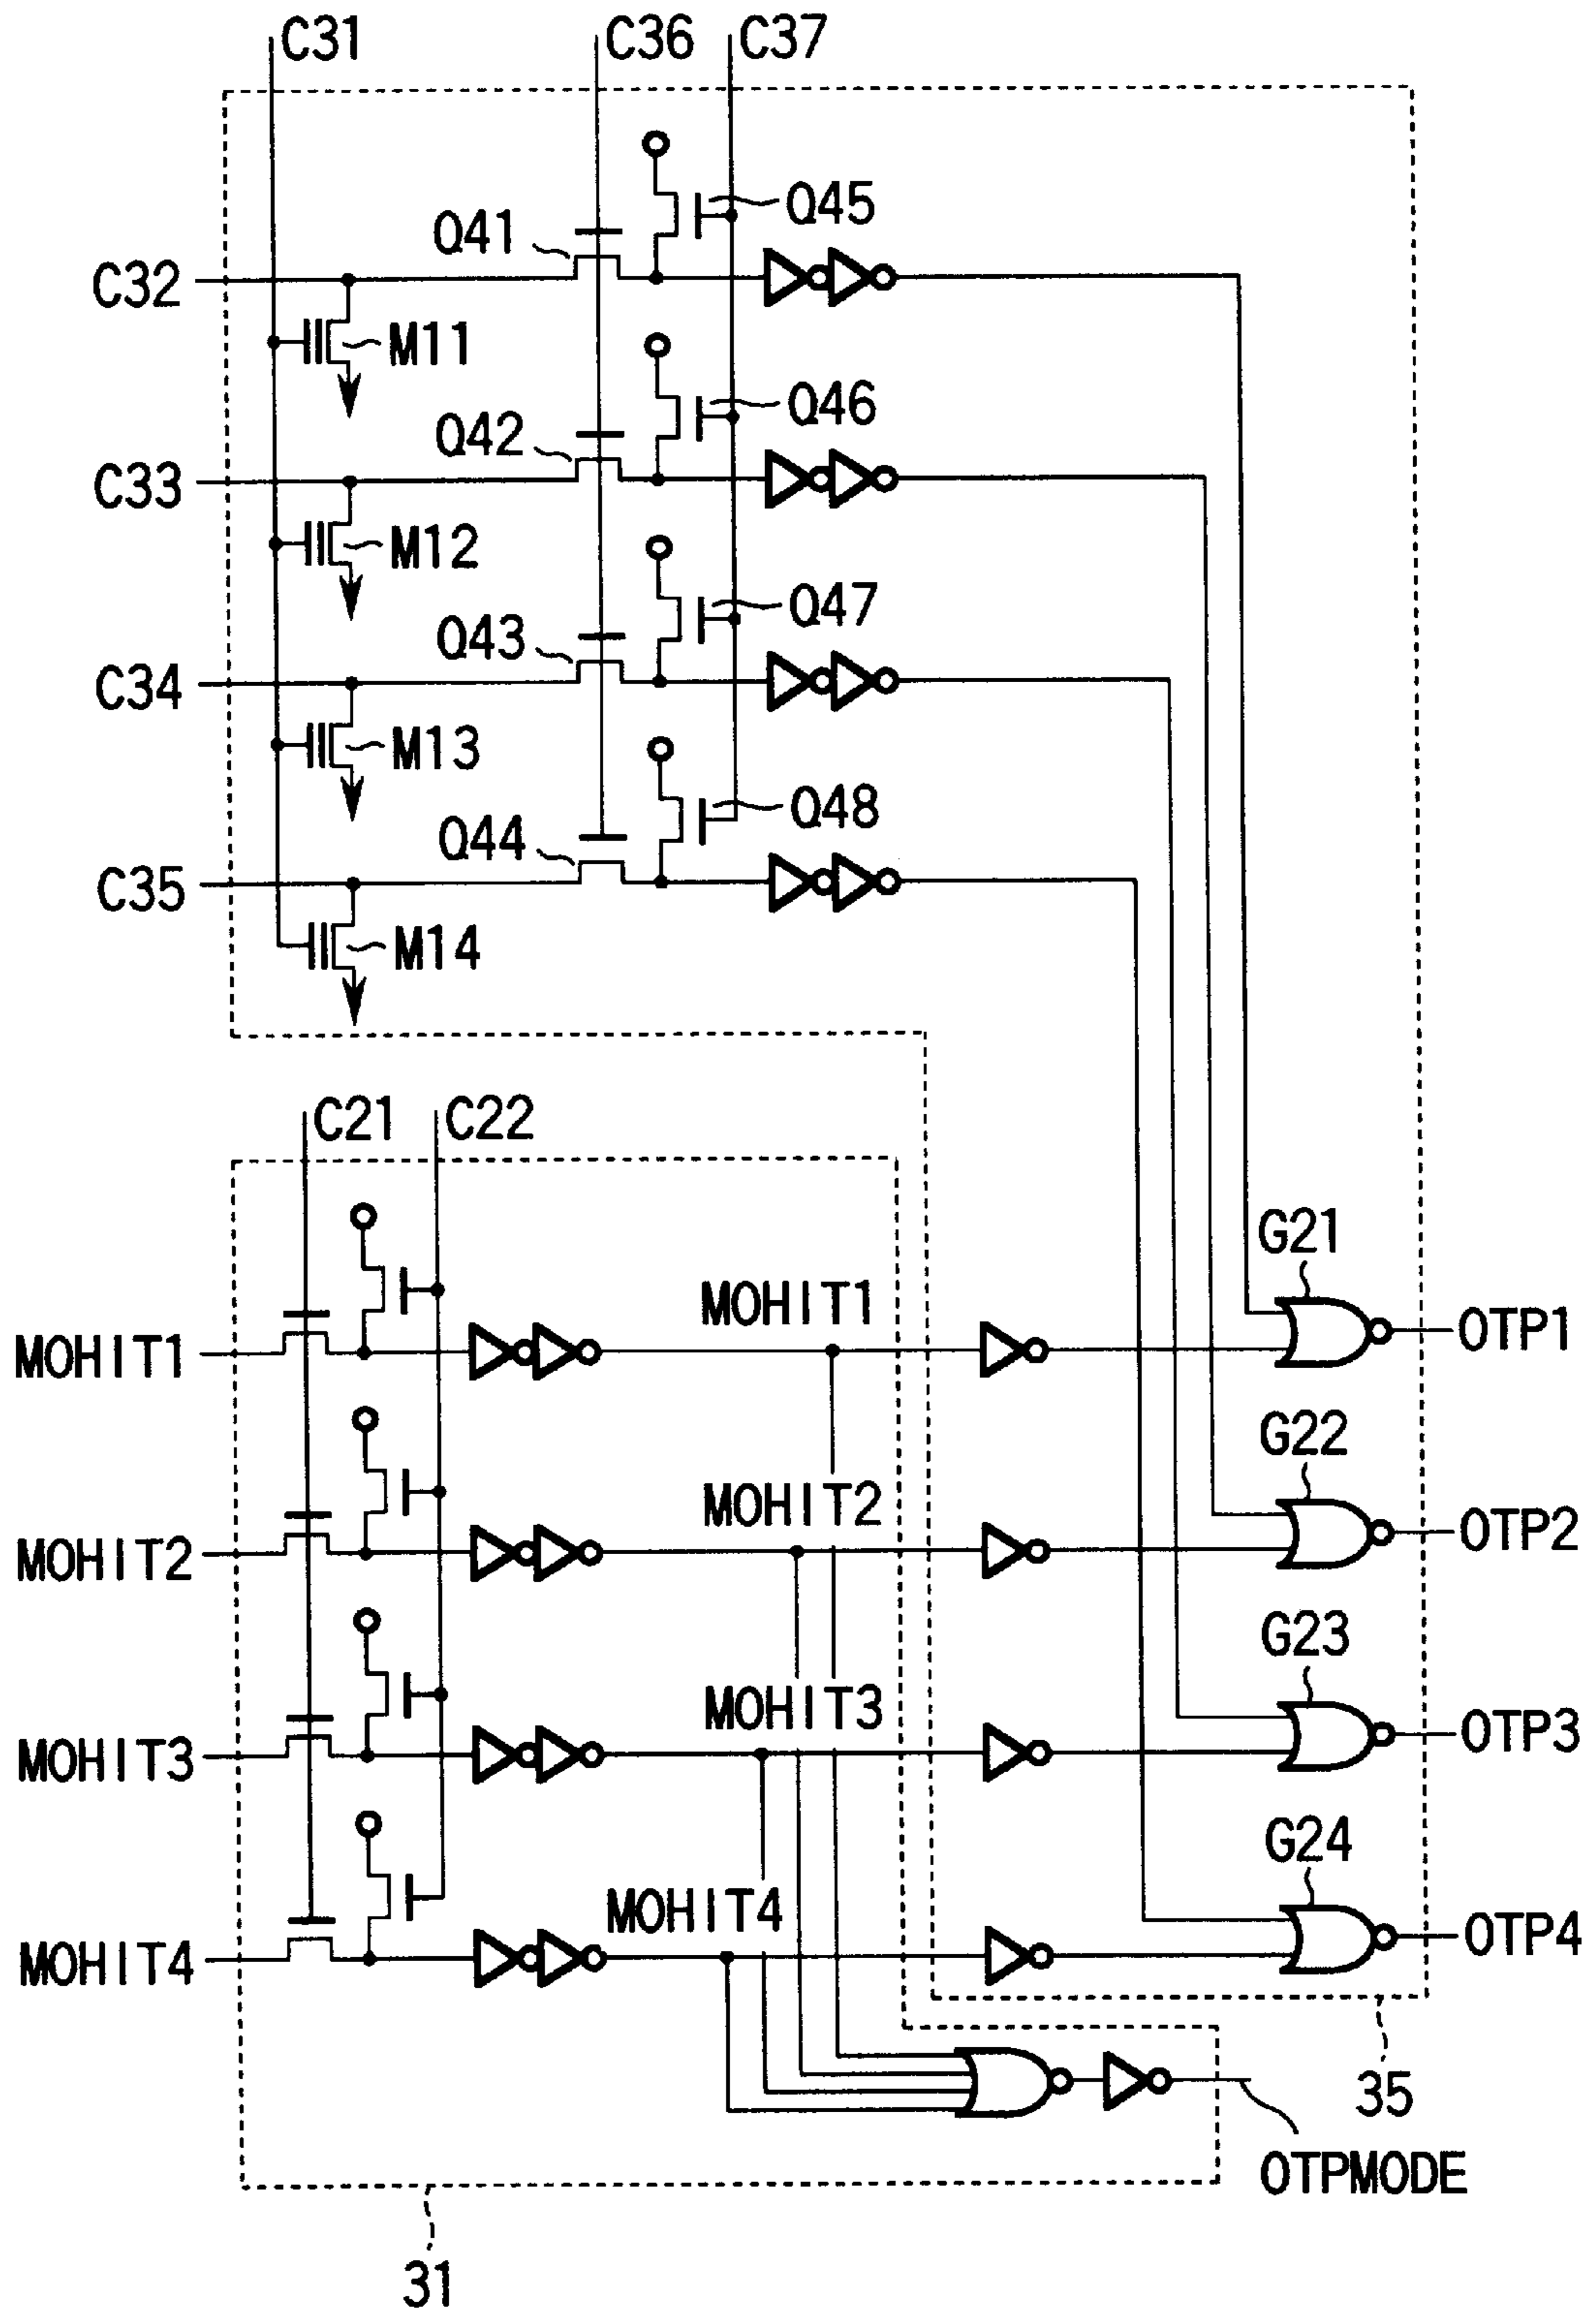 C31 C36 C37
Q45
Q41
C32
M11
Q46
Q42
C33
M12
Q47
Q43
C34
M13
Q48
Q44
C35
M14
C21 C22
G21
MOHIT1
OTP1
MOHIT1
G22
MOHIT2
OTP2
MOHIT2
G23
MOHIT3
OTP3
MOHIT3
G24
MOHIT4
OTP4
MOHIT4
35
OTPMODE
31